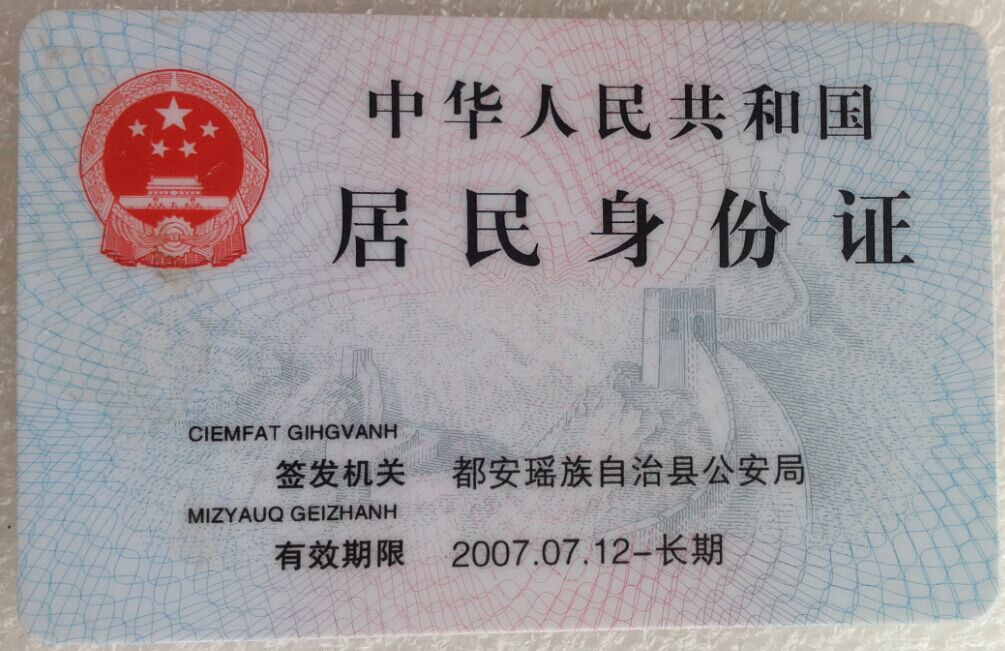 中华人民共和国
居民身份证
CIEMFAT GIHGVANH
签发机关 都安瑶族自治县公安局
MIZYAUQ GEIZHANH
有效期限 2007.07.12-长期